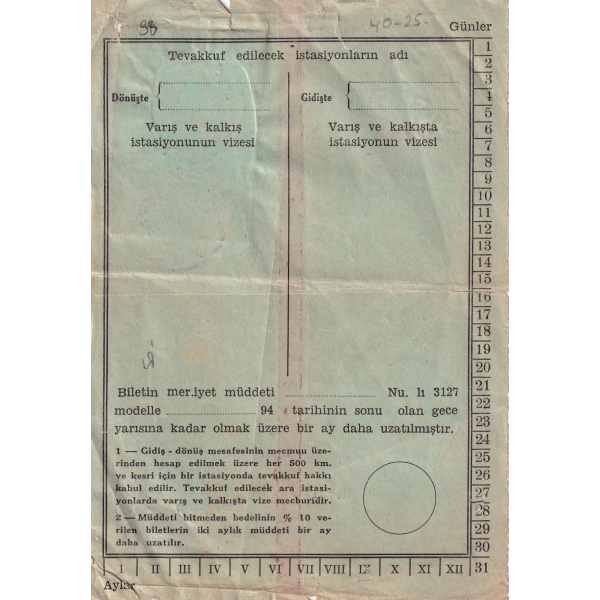 38
40-25.
Günler
Tevakkuf edilecek istasyonların adı
Dönüşte
Gidişte
Varış ve kalkış
istasyonunun vizesi
Varış ve kalkışta
istasyonun vizesi
Biletin mer.iyet müddeti .................... Nu. lı 3127
modelle .................... 94 tarihinin sonu olan gece
yarısına kadar olmak üzere bir ay daha uzatılmıştır.
1 — Gidiş - dönüş mesafesinin mecmuu üze-
rinden hesap edilmek üzere her 500 km.
ve kesri için bir istasiyonda tevakkuf hakkı
kabul edilir. Tevakkuf edilecek ara istasi-
yonlarda varış ve kalkışta vize mecburidir.
2 — Müddeti bitmeden bedelinin % 10 ve-
rilen biletlerin iki aylık müddeti bir ay
daha uzatılır.
1
2
3
4
5
6
7
8
9
10
11
12
13
14
15
16
17
18
19
20
21
22
23
24
25
26
27
28
29
30
31
I II III IV V VI VII VIII IX X XI XII
Aylar